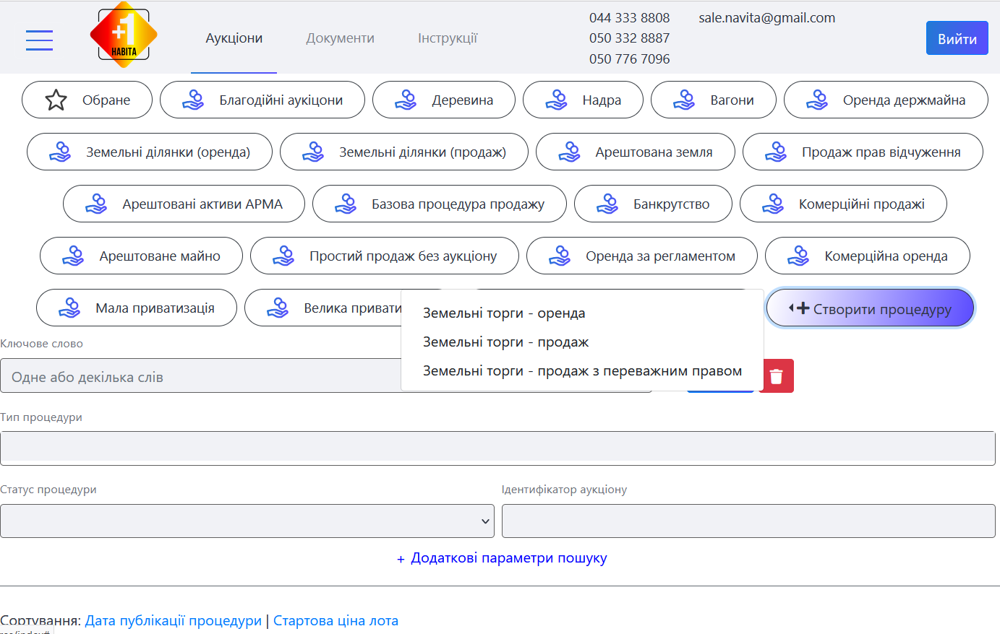 +1
НАВІТА
Аукціони
Документи
Інструкції
044 333 8808
050 332 8887
050 776 7096
sale.navita@gmail.com
Вийти
Обране
Благодійні аукціони
Деревина
Надра
Вагони
Оренда держмайна
Земельні ділянки (оренда)
Земельні ділянки (продаж)
Арештована земля
Продаж прав відчуження
Арештовані активи АРМА
Базова процедура продажу
Банкрутство
Комерційні продажі
Арештоване майно
Простий продаж без аукціону
Оренда за регламентом
Комерційна оренда
Мала приватизація
Велика привати
Земельні торги - оренда
Земельні торги - продаж
Земельні торги - продаж з переважним правом
Створити процедуру
Ключове слово
Одне або декілька слів
Тип процедури
Статус процедури
Ідентифікатор аукціону
+ Додаткові параметри пошуку
Сортування: Дата публікації процедури | Стартова ціна лота